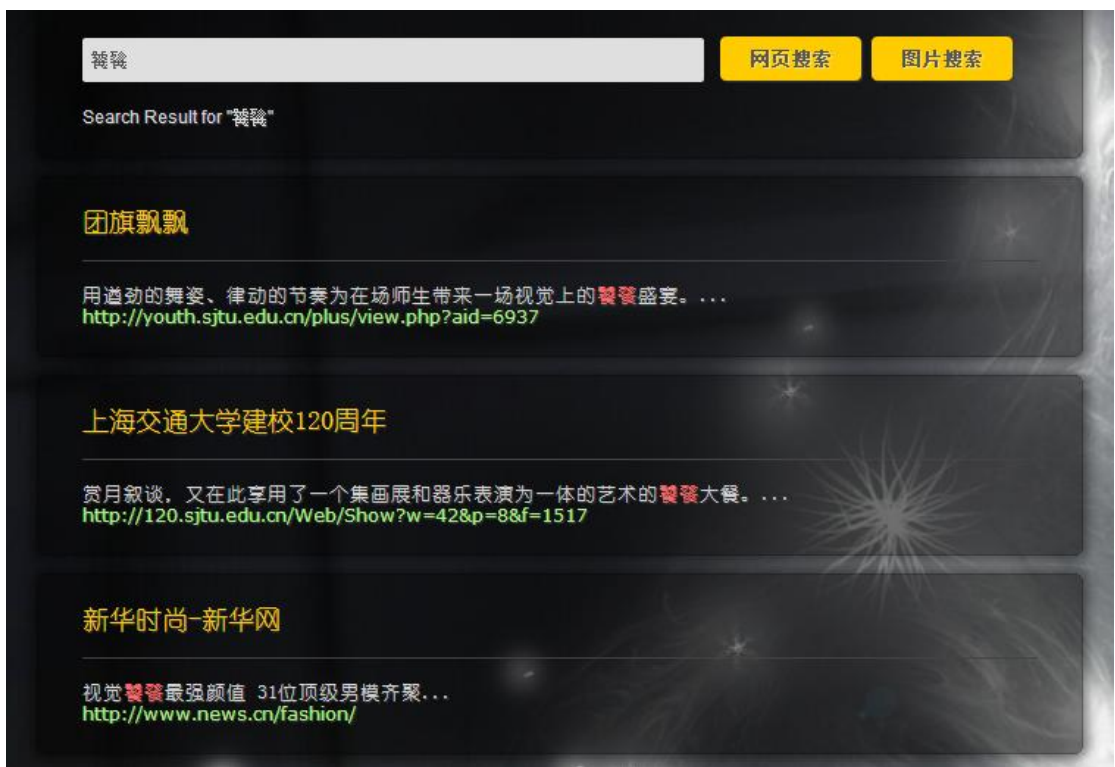 饕餮 网页搜索 图片搜索
Search Result for "饕餮"
团旗飘飘
用遒劲的舞姿、律动的节奏为在场师生带来一场视觉上的饕餮盛宴。...
http://youth.sjtu.edu.cn/plus/view.php?aid=6937
上海交通大学建校120周年
赏月叙谈，又在此享用了一个集画展和器乐表演为一体的艺术的饕餮大餐。...
http://120.sjtu.edu.cn/Web/Show?w=42&p=8&f=1517
新华时尚-新华网
视觉饕餮最强颜值 31位顶级男模齐聚...
http://www.news.cn/fashion/